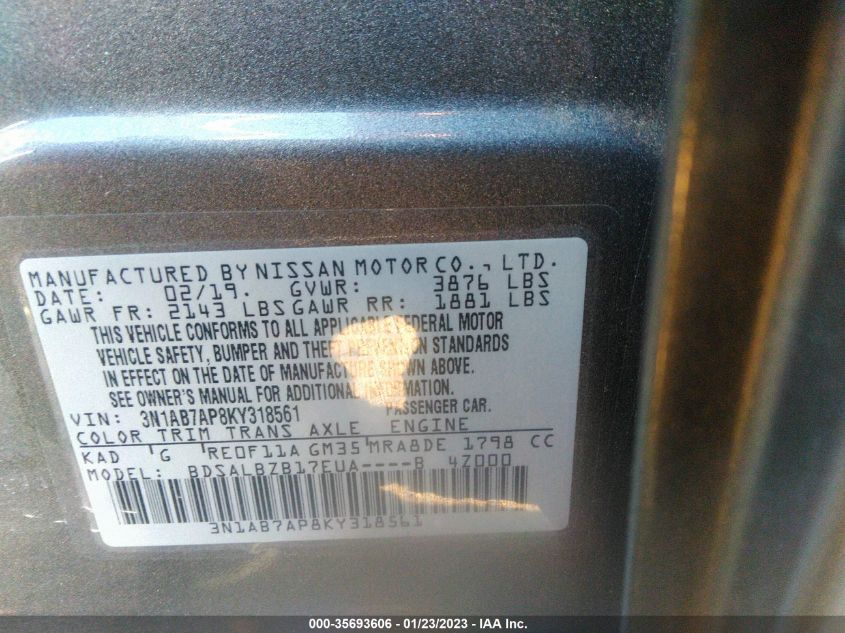 MANUFACTURED BY NISSAN MOTOR CO., LTD.
DATE: 02/19. GVWR: 3876 LBS
GAWR FR: 2143 LBS GAWR RR: 1881 LBS
THIS VEHICLE CONFORMS TO ALL APPLICABLE FEDERAL MOTOR
VEHICLE SAFETY, BUMPER AND THEFT PREVENTION STANDARDS
IN EFFECT ON THE DATE OF MANUFACTURE SHOWN ABOVE.
SEE OWNER'S MANUAL FOR ADDITIONAL INFORMATION.
VIN: 3N1AB7AP8KY318561 PASSENGER CAR.
COLOR TRIM TRANS AXLE ENGINE
KAD G RE0F11A GM35 MRA8DE 1798 CC
MODEL: BDSALBZB17EUA----B 4Z000
3N1AB7AP8KY318561
000-35693606 - 01/23/2023 - IAA Inc.